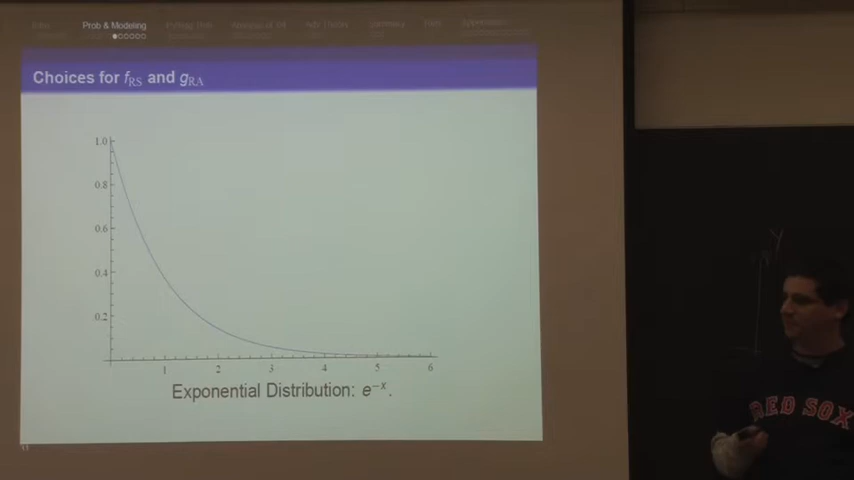 Prob & Modeling
Choices for fRS and gRA
1.0
0.8
0.6
0.4
0.2
1 2 3 4 5 6
Exponential Distribution: e^−x.
RED SOX